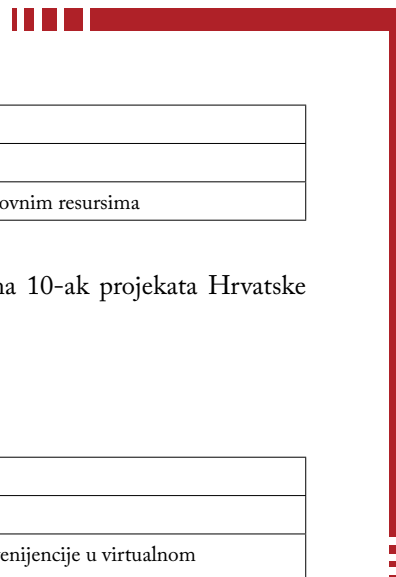 ovnim resursima
na 10-ak projekata Hrvatske
enijencije u virtualnom